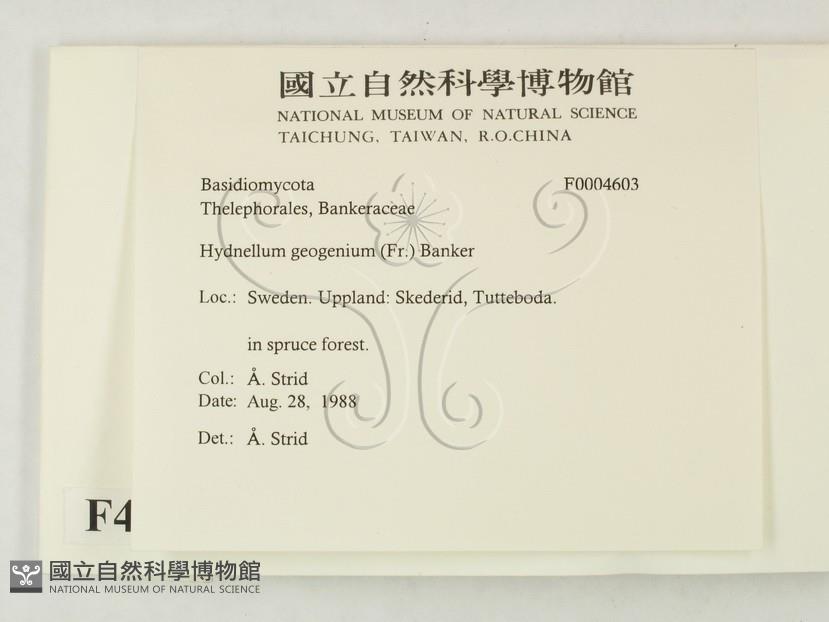 國立自然科學博物館
NATIONAL MUSEUM OF NATURAL SCIENCE
TAICHUNG, TAIWAN, R.O.CHINA
Basidiomycota F0004603
Thelephorales, Bankeraceae
Hydnellum geogenium (Fr.) Banker
Loc.: Sweden. Uppland: Skederid, Tutteboda.
in spruce forest.
Col.: Å. Strid
Date: Aug. 28, 1988
Det.: Å. Strid
F4
國立自然科學博物館
NATIONAL MUSEUM OF NATURAL SCIENCE